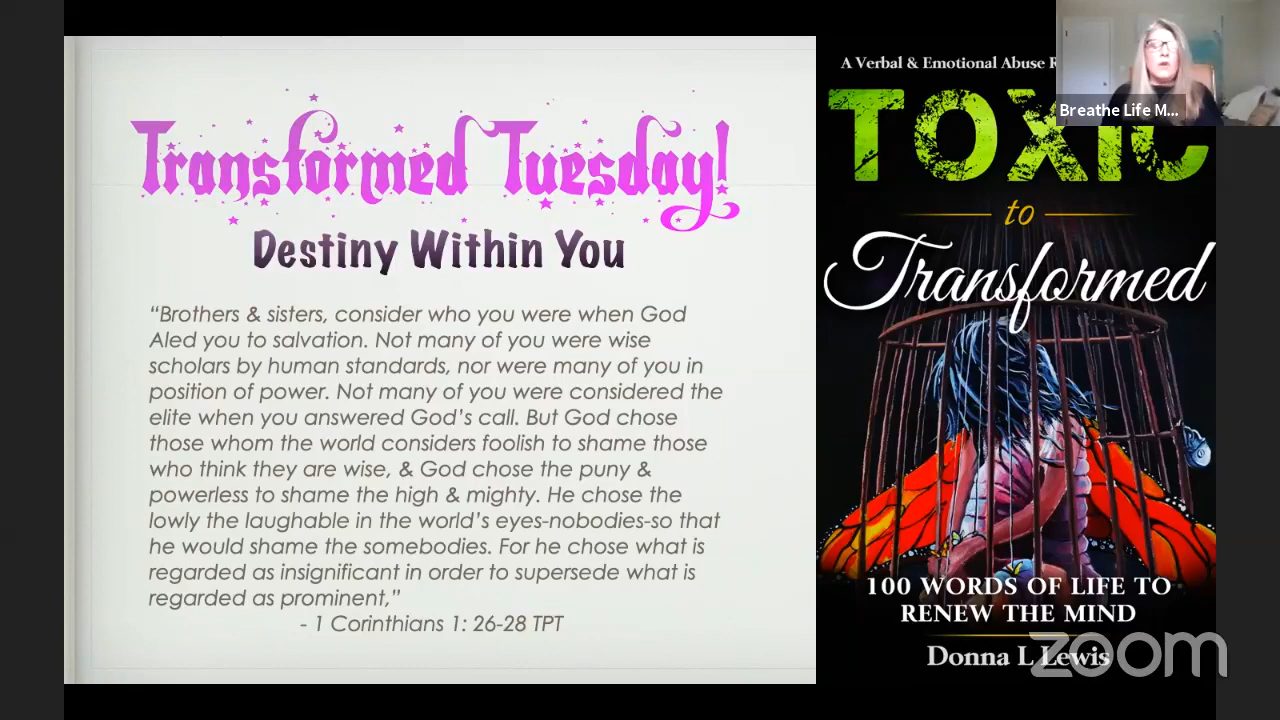 Transformed Tuesday!
Destiny Within You
“Brothers & sisters, consider who you were when God
Aled you to salvation. Not many of you were wise
scholars by human standards, nor were many of you in
position of power. Not many of you were considered the
elite when you answered God’s call. But God chose
those whom the world considers foolish to shame those
who think they are wise, & God chose the puny &
powerless to shame the high & mighty. He chose the
lowly the laughable in the world’s eyes-nobodies-so that
he would shame the somebodies. For he chose what is
regarded as insignificant in order to supersede what is
regarded as prominent,”
- 1 Corinthians 1: 26-28 TPT
A Verbal & Emotional Abuse
TOXIC
to
Transformed
100 WORDS OF LIFE TO
RENEW THE MIND
Donna L Lewis
Breathe Life M...
zoom